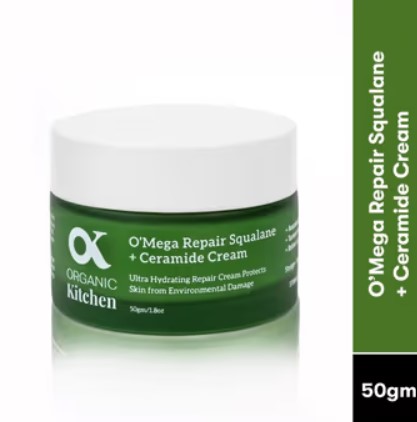 O'Mega Repair Squalane
+ Ceramide Cream
ORGANIC
Kitchen
Ultra Hydrating Repair Cream Protects
Skin from Environmental Damage
50gm/1.8oz
O'Mega Repair Squalane
+ Ceramide Cream
50gm